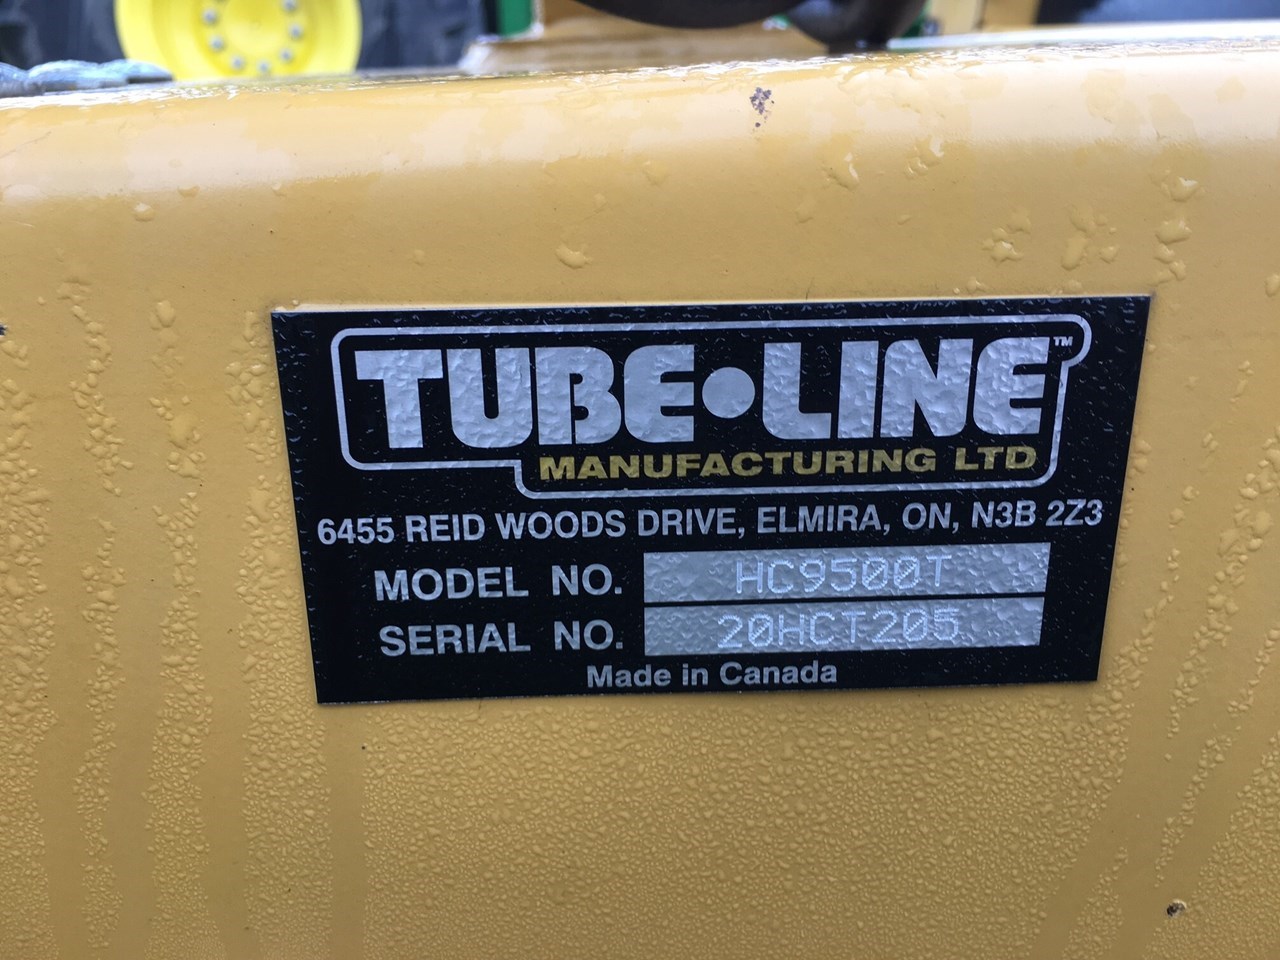 TUBE•LINE™
MANUFACTURING LTD
6455 REID WOODS DRIVE, ELMIRA, ON, N3B 2Z3
MODEL NO. HC9500T
SERIAL NO. 20HCT205
Made in Canada